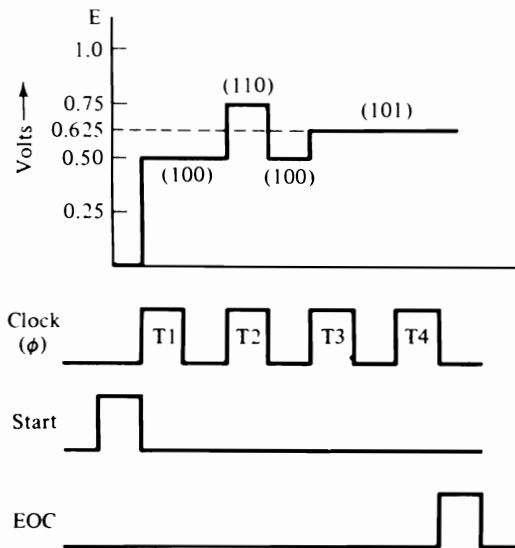 E
Volts
1.0
0.75
0.625
0.50
0.25
(110)
(101)
(100)
(100)
Clock
(ϕ)
T1
T2
T3
T4
Start
EOC